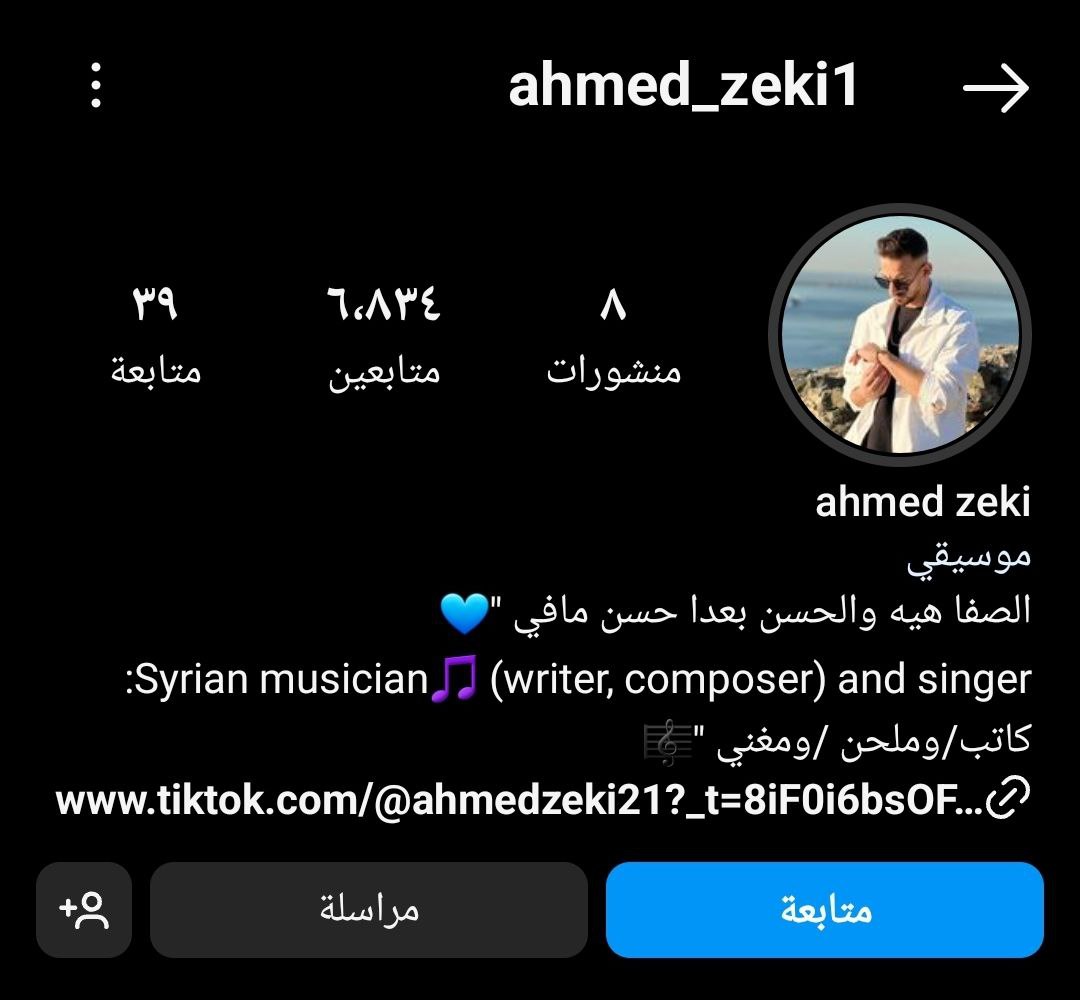 ahmed_zeki1
٨
منشورات
٦،٨٣٤
متابعين
٣٩
متابعة
ahmed zeki
موسيقي
الصفا هيه والحسن بعدا حسن مافي "💙
Syrian musician🎵 (writer, composer) and singer:
كاتب/وملحن /ومغني "🎼
www.tiktok.com/@ahmedzeki21?_t=8iF0i6bsOF...
متابعة
مراسلة